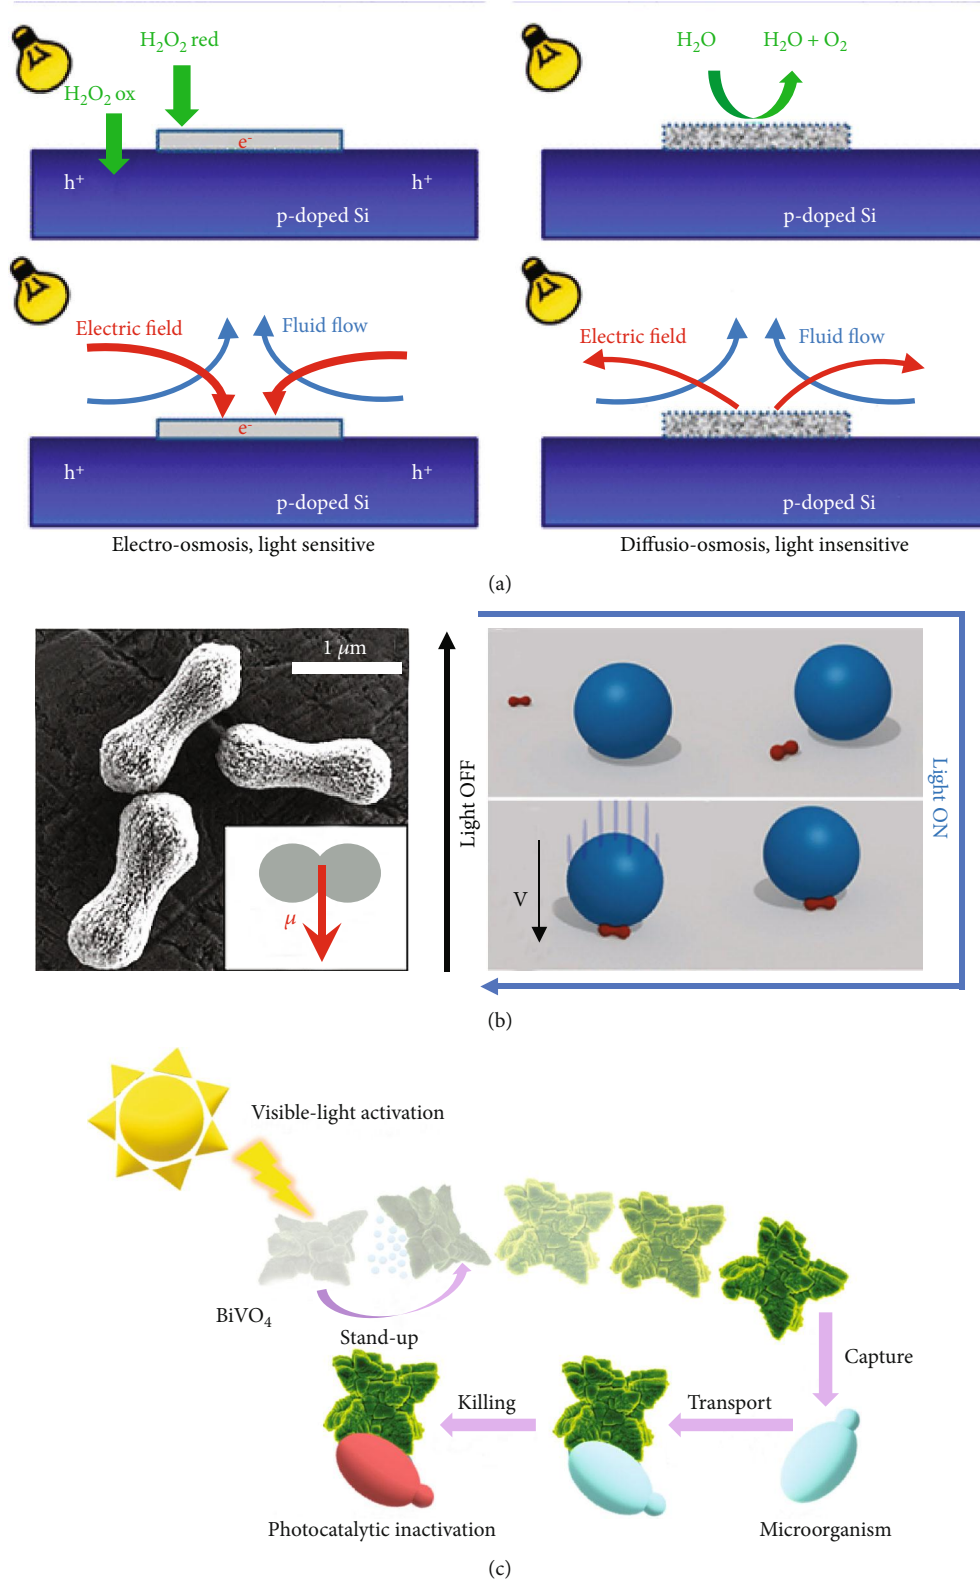 H₂O₂ red
H₂O₂ ox
e⁻
h⁺
h⁺
p-doped Si
H₂O
H₂O + O₂
p-doped Si
Electric field
Fluid flow
e⁻
h⁺
h⁺
p-doped Si
Electro-osmosis, light sensitive
Electric field
Fluid flow
p-doped Si
Diffusio-osmosis, light insensitive
(a)
1 μm
μ
Light OFF
V
Light ON
(b)
Visible-light activation
BiVO₄
Stand-up
Capture
Killing
Transport
Photocatalytic inactivation
Microorganism
(c)